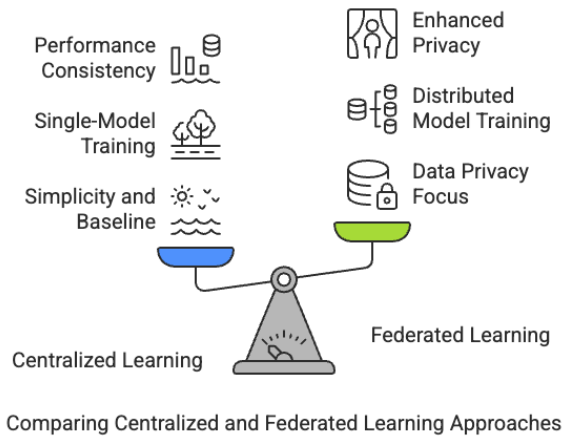 Performance
Consistency
Single-Model
Training
Simplicity and
Baseline
Enhanced
Privacy
Distributed
Model Training
Data Privacy
Focus
Centralized Learning
Federated Learning
Comparing Centralized and Federated Learning Approaches